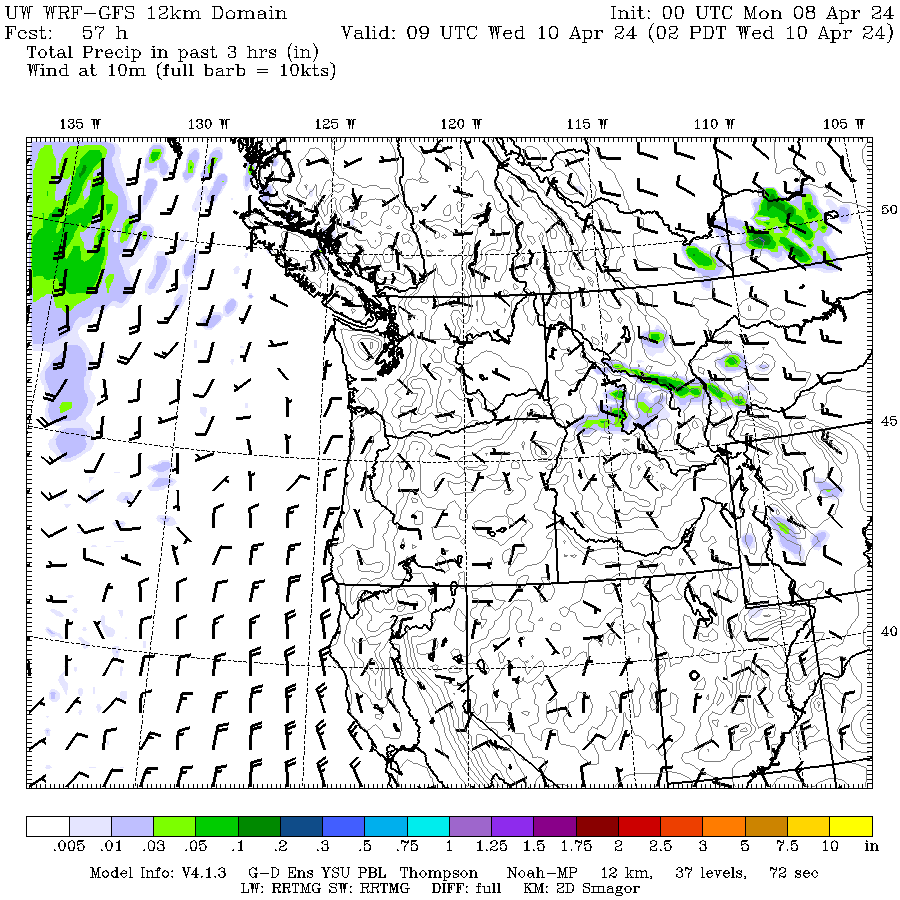 UW WRF-GFS 12km Domain Init: 00 UTC Mon 08 Apr 24
Fcst: 57 h Valid: 09 UTC Wed 10 Apr 24 (02 PDT Wed 10 Apr 24)
Total Precip in past 3 hrs (in)
Wind at 10m (full barb = 10kts)
135 W 130 W 125 W 120 W 115 W 110 W 105 W
50
45
40
.005 .01 .03 .05 .1 .2 .3 .5 .75 1 1.25 1.5 1.75 2 2.5 3 5 7.5 10 in
Model Info: V4.1.3 G-D Ens YSU PBL Thompson Noah-MP 12 km, 37 levels, 72 sec
LW: RRTMG SW: RRTMG DIFF: full KM: 2D Smagor